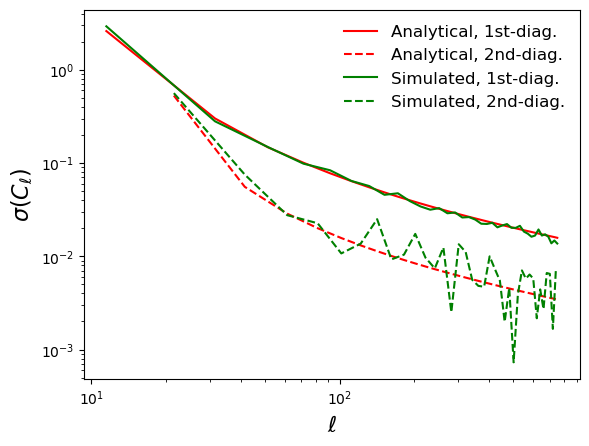 Analytical, 1st-diag.
Analytical, 2nd-diag.
Simulated, 1st-diag.
Simulated, 2nd-diag.
10⁰
10⁻¹
10⁻²
10⁻³
σ(Cℓ)
10¹ 10²
ℓ